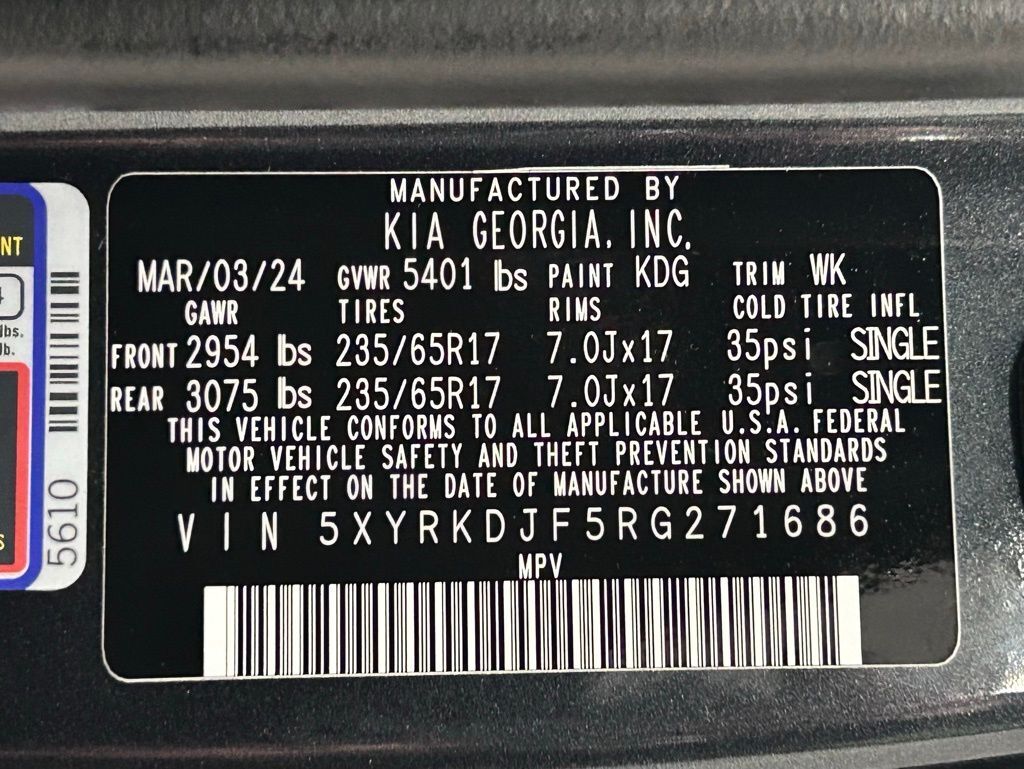 MANUFACTURED BY
KIA GEORGIA, INC.
MAR/03/24 GVWR 5401 lbs PAINT KDG TRIM WK
GAWR TIRES RIMS COLD TIRE INFL
FRONT 2954 lbs 235/65R17 7.0Jx17 35psi SINGLE
REAR 3075 lbs 235/65R17 7.0Jx17 35psi SINGLE
THIS VEHICLE CONFORMS TO ALL APPLICABLE U.S.A. FEDERAL
MOTOR VEHICLE SAFETY AND THEFT PREVENTION STANDARDS
IN EFFECT ON THE DATE OF MANUFACTURE SHOWN ABOVE
VIN 5XYRKDJF5RG271686
MPV
NT
lbs.
lb.
S
5610